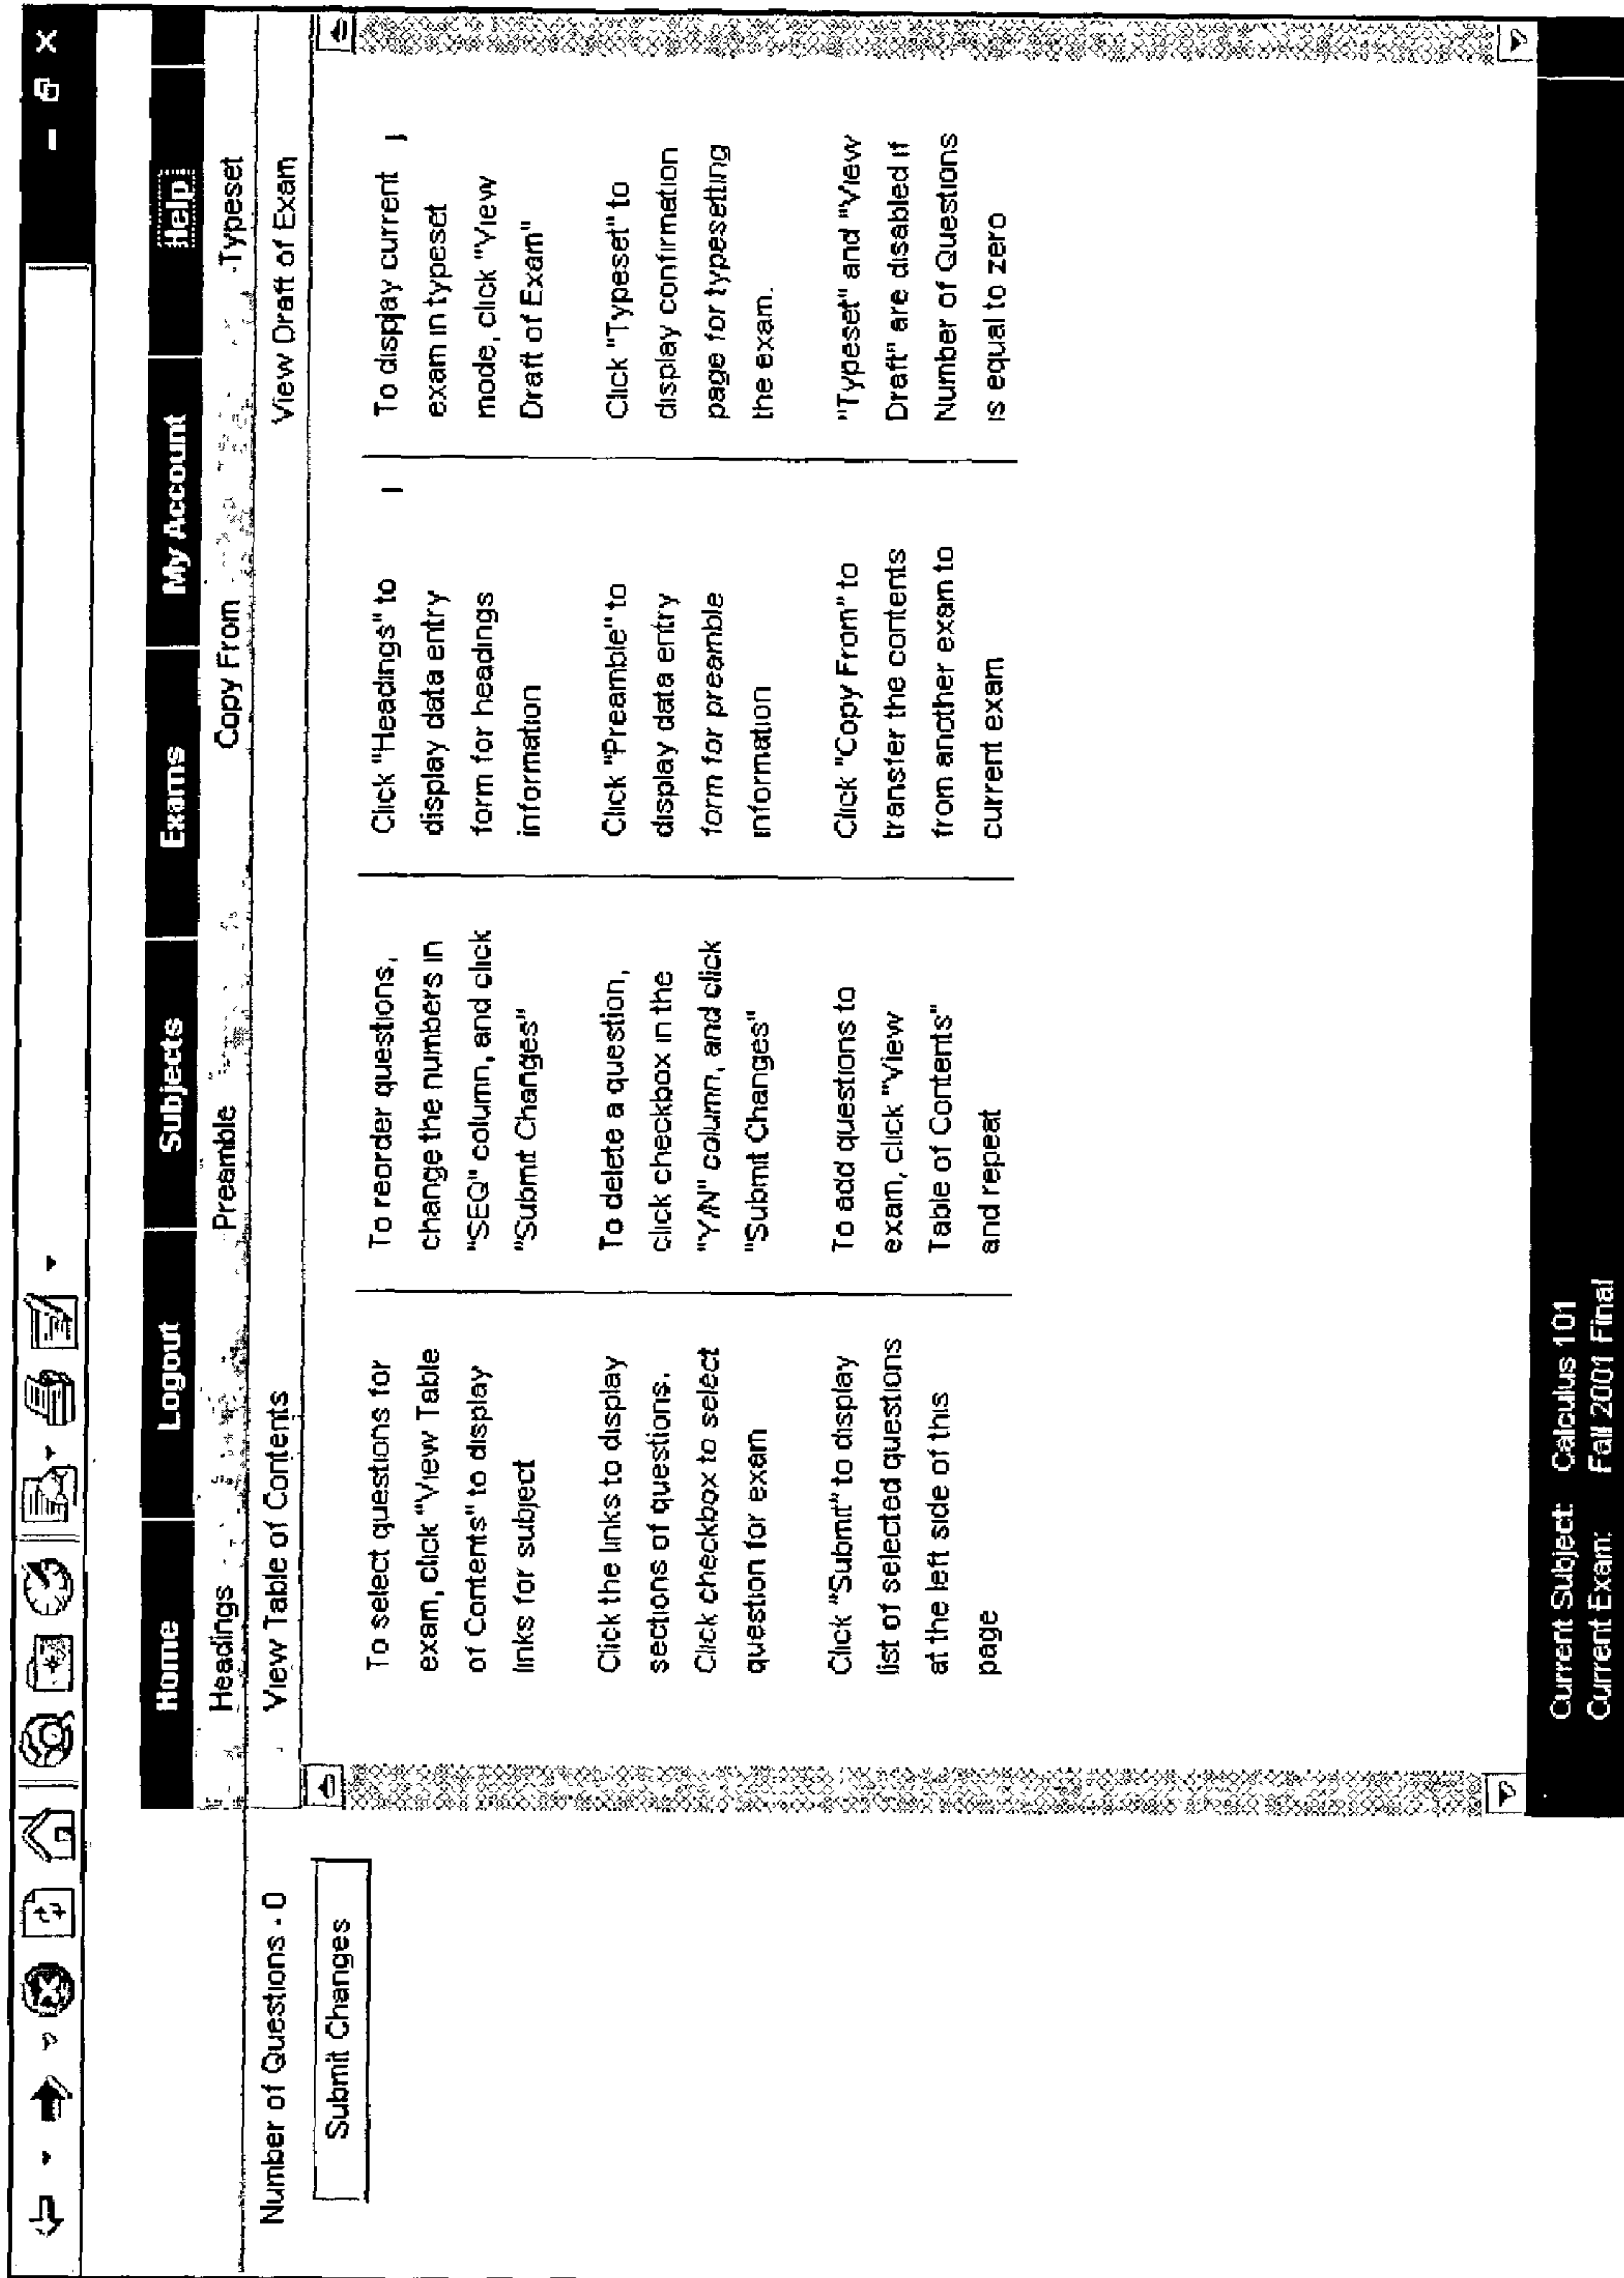 Home Logout Subjects Exams My Account Help
Headings Preamble Copy From Typeset
View Table of Contents View Draft of Exam
Number of Questions - 0
Submit Changes
To select questions for
exam, click "View Table
of Contents" to display
links for subject
Click the links to display
sections of questions.
Click checkbox to select
question for exam
Click "Submit" to display
list of selected questions
at the left side of this
page
To reorder questions,
change the numbers in
"SEQ" column, and click
"Submit Changes"
To delete a question,
click checkbox in the
"Y/N" column, and click
"Submit Changes"
To add questions to
exam, click "View
Table of Contents"
and repeat
Click "Headings" to
display data entry
form for headings
information
Click "Preamble" to
display data entry
form for preamble
information
Click "Copy From" to
transfer the contents
from another exam to
current exam
To display current
exam in typeset
mode, click "View
Draft of Exam"
Click "Typeset" to
display confirmation
page for typesetting
the exam.
"Typeset" and "View
Draft" are disabled if
Number of Questions
is equal to zero
Current Subject: Calculus 101
Current Exam: Fall 2001 Final